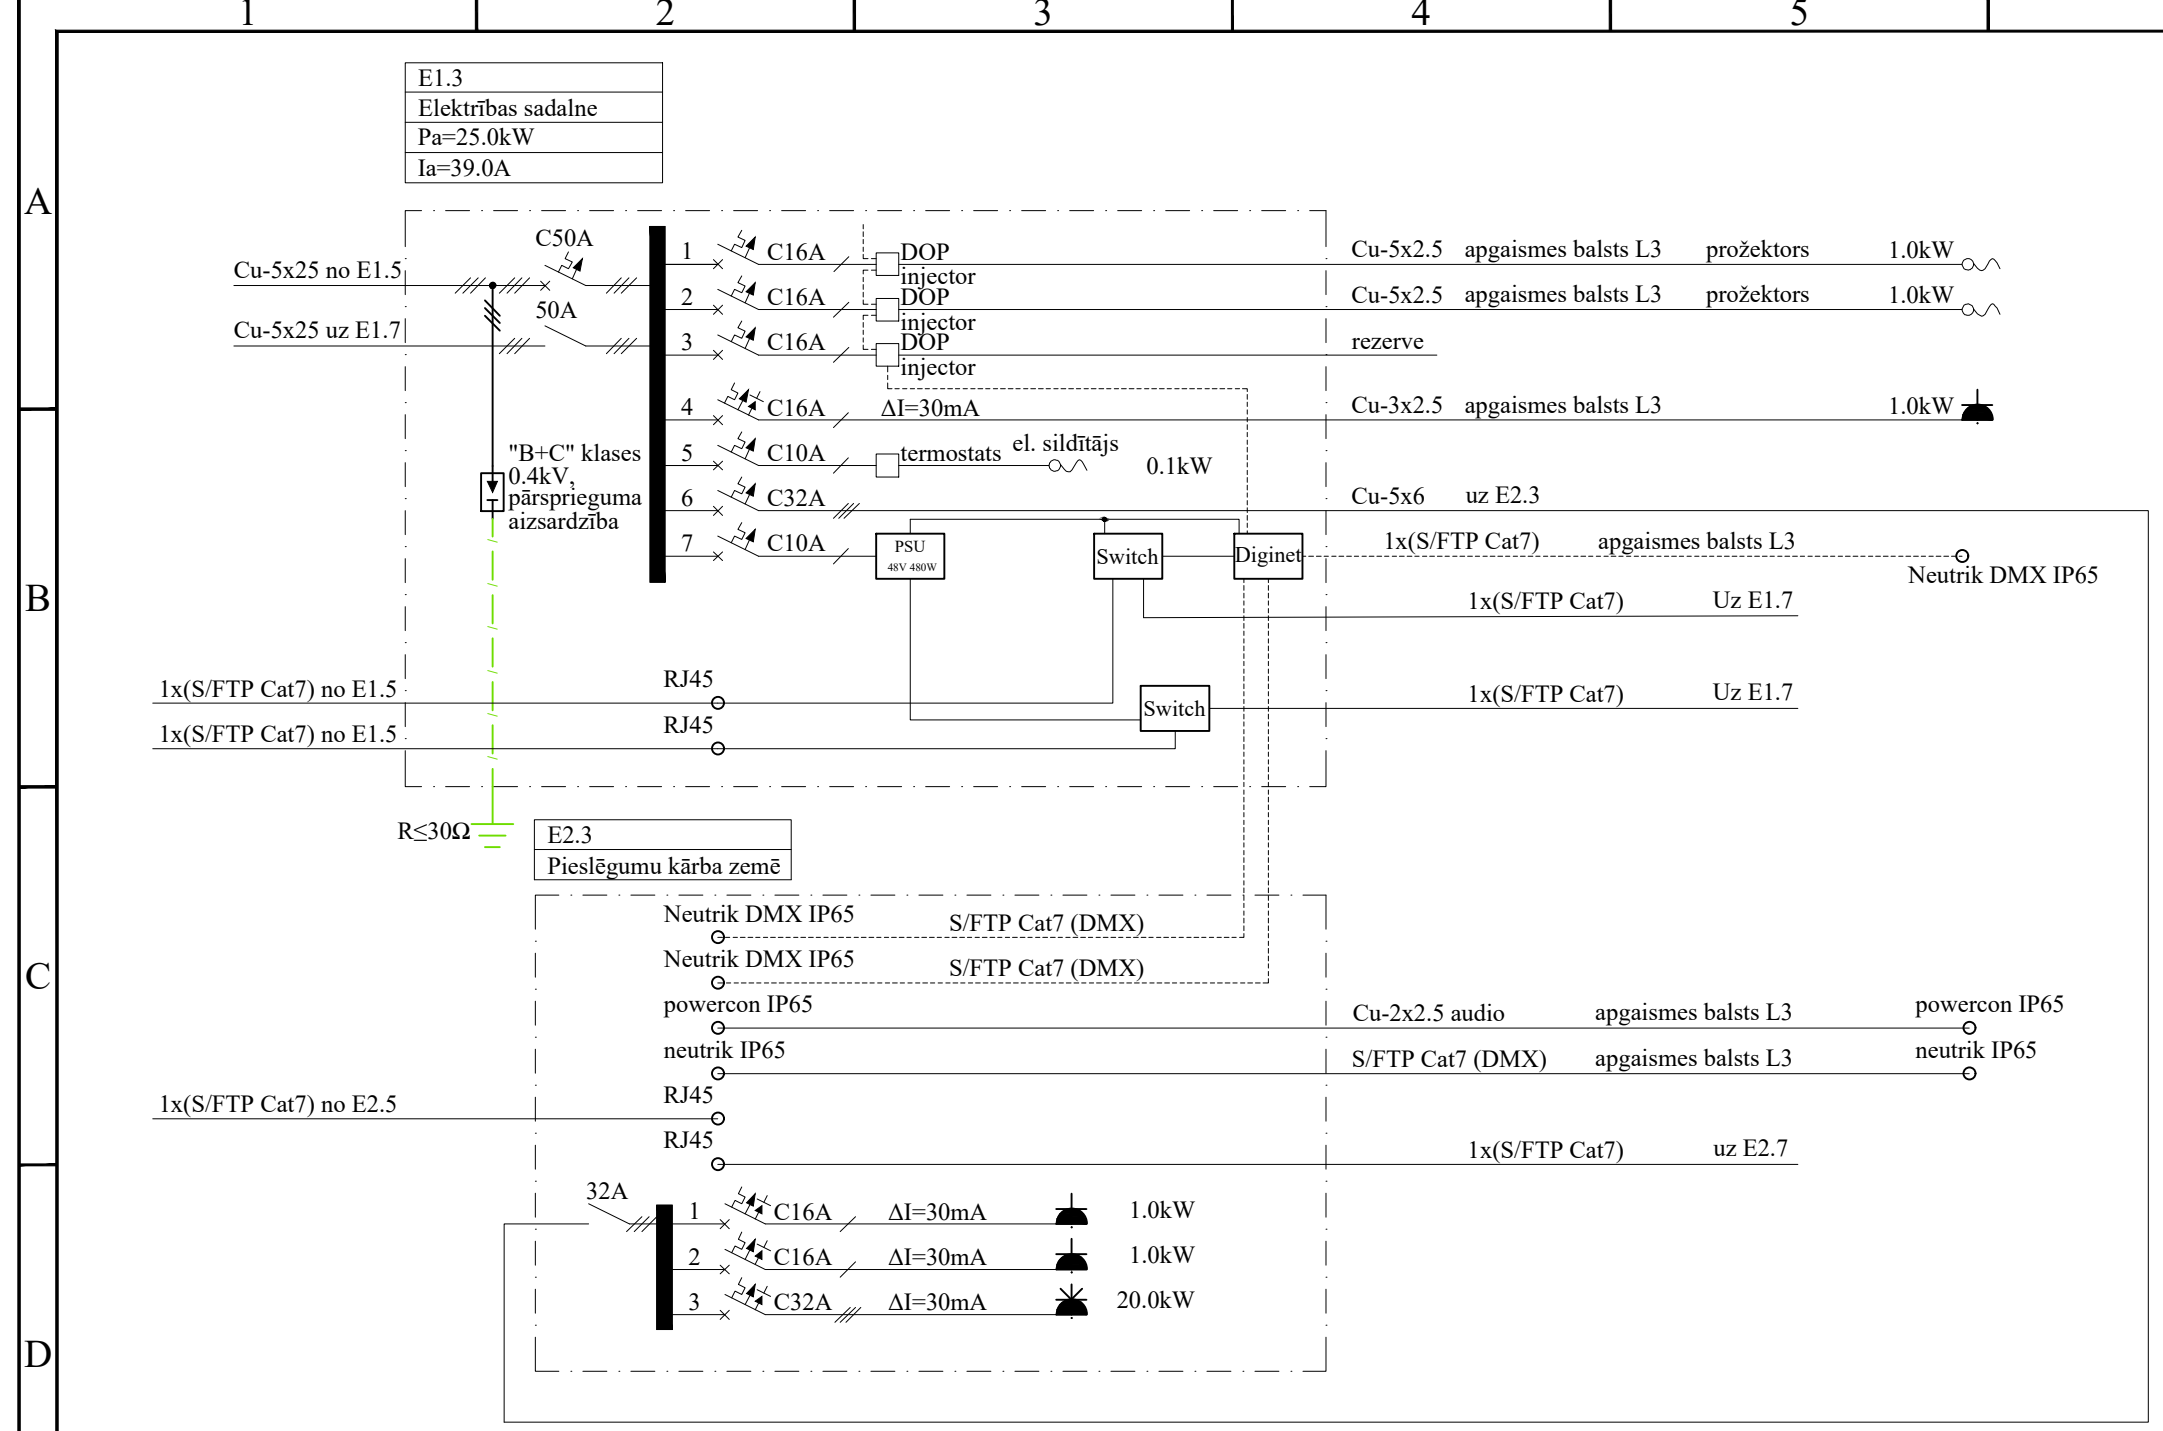 1 2 3 4 5
E1.3
Elektrības sadalne
Pa=25.0kW
Ia=39.0A
A
C50A
Cu-5x25 no E1.5
50A
Cu-5x25 uz E1.7
1 C16A DOP injector Cu-5x2.5 apgaismes balsts L3 prožektors 1.0kW
2 C16A DOP injector Cu-5x2.5 apgaismes balsts L3 prožektors 1.0kW
3 C16A DOP injector rezerve
4 C16A ΔI=30mA Cu-3x2.5 apgaismes balsts L3 1.0kW
5 C10A termostats el. sildītājs 0.1kW
6 C32A Cu-5x6 uz E2.3
7 C10A PSU 48V 480W Switch Diginet 1x(S/FTP Cat7) apgaismes balsts L3
Neutrik DMX IP65
"B+C" klases
0.4kV,
pārsprieguma
aizsardzība
B
1x(S/FTP Cat7) Uz E1.7
1x(S/FTP Cat7) no E1.5 RJ45
Switch 1x(S/FTP Cat7) Uz E1.7
1x(S/FTP Cat7) no E1.5 RJ45
R≤30Ω
E2.3
Pieslēgumu kārba zemē
C
Neutrik DMX IP65 S/FTP Cat7 (DMX)
Neutrik DMX IP65 S/FTP Cat7 (DMX)
powercon IP65 Cu-2x2.5 audio apgaismes balsts L3 powercon IP65
neutrik IP65 S/FTP Cat7 (DMX) apgaismes balsts L3 neutrik IP65
1x(S/FTP Cat7) no E2.5 RJ45
RJ45 1x(S/FTP Cat7) uz E2.7
32A
1 C16A ΔI=30mA 1.0kW
2 C16A ΔI=30mA 1.0kW
3 C32A ΔI=30mA 20.0kW
D